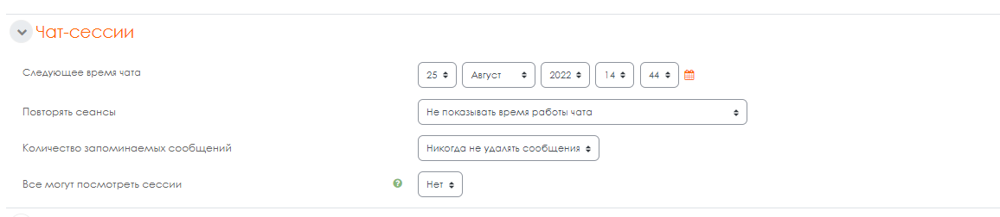 Чат-сессии
Следующее время чата 25 Август 2022 14 44
Повторять сеансы Не показывать время работы чата
Количество запоминаемых сообщений Никогда не удалять сообщения
Все могут посмотреть сессии ? Нет